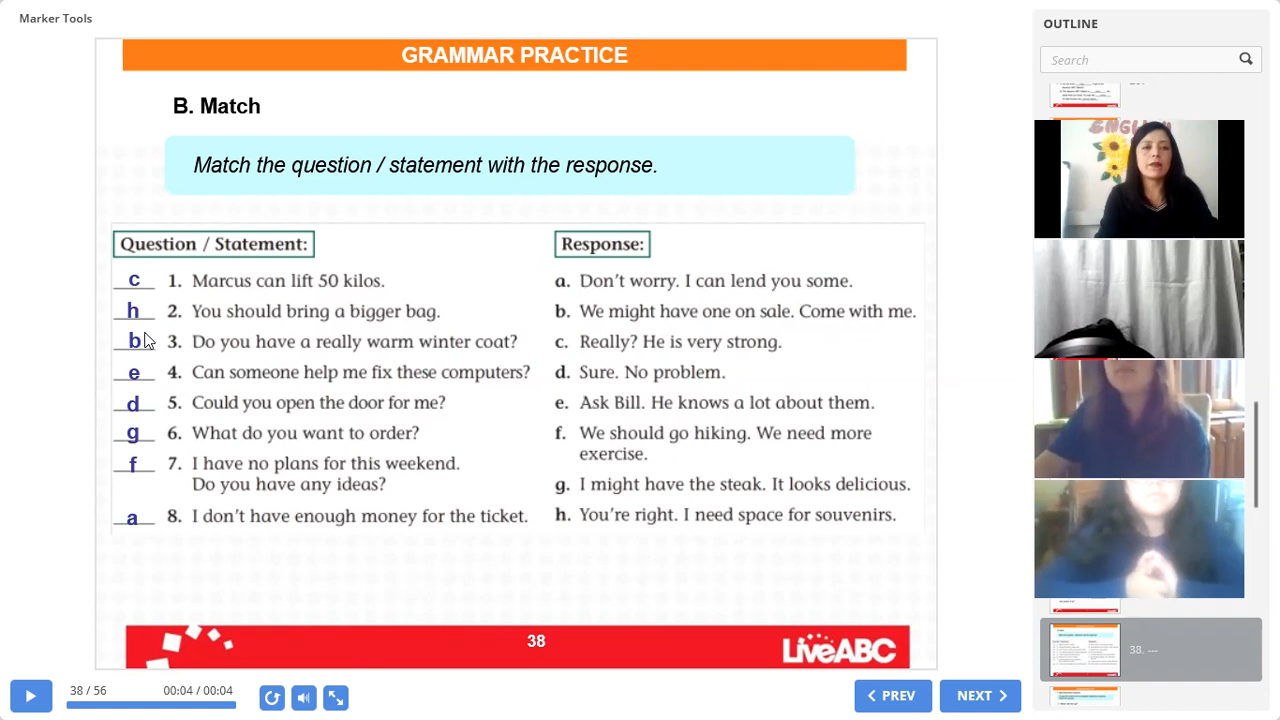 Marker Tools
GRAMMAR PRACTICE
B. Match
Match the question / statement with the response.
Question / Statement:
c 1. Marcus can lift 50 kilos.
h 2. You should bring a bigger bag.
b 3. Do you have a really warm winter coat?
e 4. Can someone help me fix these computers?
d 5. Could you open the door for me?
g 6. What do you want to order?
f 7. I have no plans for this weekend.
Do you have any ideas?
a 8. I don't have enough money for the ticket.
Response:
a. Don't worry. I can lend you some.
b. We might have one on sale. Come with me.
c. Really? He is very strong.
d. Sure. No problem.
e. Ask Bill. He knows a lot about them.
f. We should go hiking. We need more
exercise.
g. I might have the steak. It looks delicious.
h. You're right. I need space for souvenirs.
38
LiveABC
38 / 56
00:04 / 00:04
PREV
NEXT
OUTLINE
Search
ENGLISH
38. ---